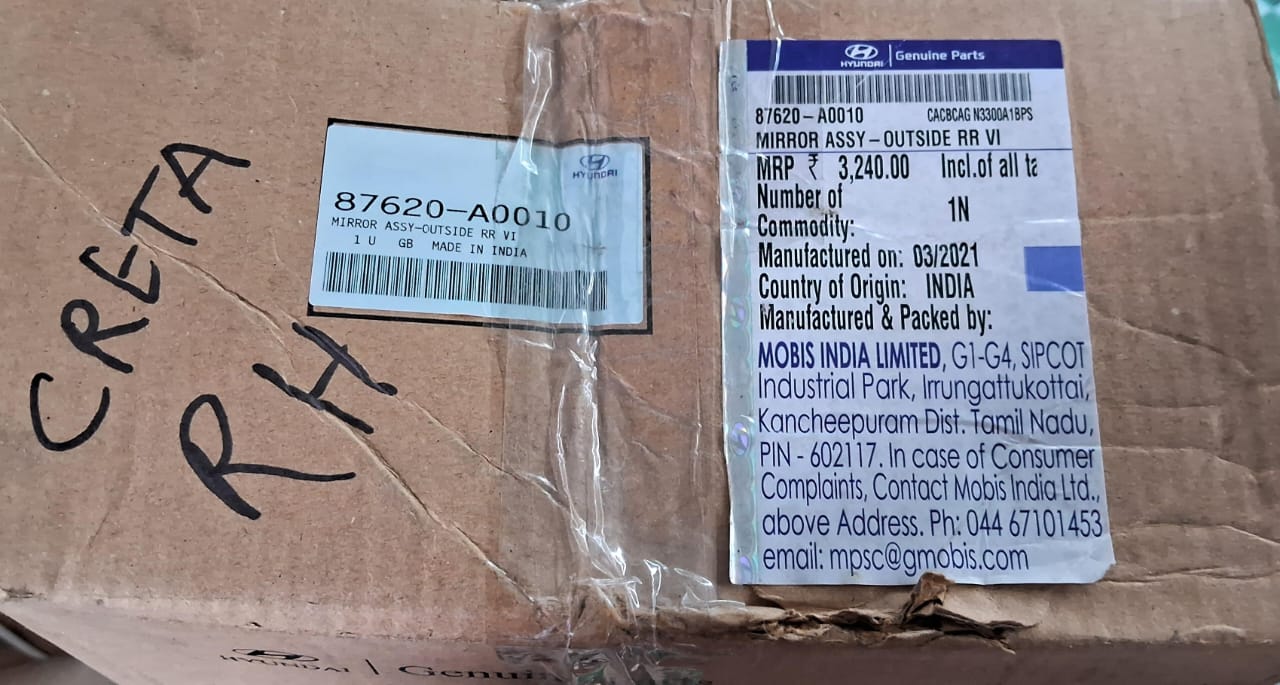 CRETA
RH
HYUNDAI
87620-A0010
MIRROR ASSY-OUTSIDE RR VI
1 U GB MADE IN INDIA
HYUNDAI | Genuine Parts
87620-A0010 CACBCAG N3300A1BPS
MIRROR ASSY-OUTSIDE RR VI
MRP ₹ 3,240.00 Incl.of all ta
Number of
Commodity: 1N
Manufactured on: 03/2021
Country of Origin: INDIA
Manufactured & Packed by:
MOBIS INDIA LIMITED, G1-G4, SIPCOT
Industrial Park, Irrungattukottai,
Kancheepuram Dist. Tamil Nadu,
PIN - 602117. In case of Consumer
Complaints, Contact Mobis India Ltd.,
above Address. Ph: 044 67101453
email: mpsc@gmobis.com
HYUNDAI | Genui